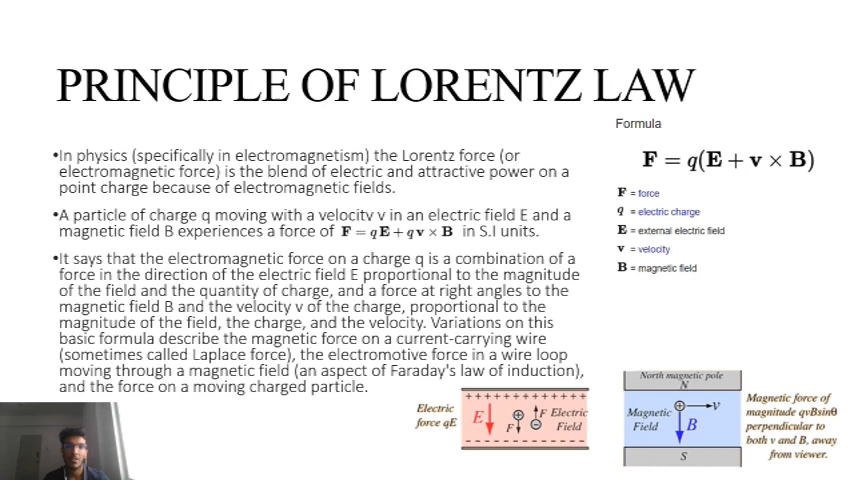 PRINCIPLE OF LORENTZ LAW
•In physics (specifically in electromagnetism) the Lorentz force (or
electromagnetic force) is the blend of electric and attractive power on a
point charge because of electromagnetic fields.
•A particle of charge q moving with a velocity v in an electric field E and a
magnetic field B experiences a force of F = qE + qv × B in S.I units.
•It says that the electromagnetic force on a charge q is a combination of a
force in the direction of the electric field E proportional to the magnitude
of the field and the quantity of charge, and a force at right angles to the
magnetic field B and the velocity v of the charge, proportional to the
magnitude of the field, the charge, and the velocity. Variations on this
basic formula describe the magnetic force on a current-carrying wire
(sometimes called Laplace force), the electromotive force in a wire loop
moving through a magnetic field (an aspect of Faraday's law of induction),
and the force on a moving charged particle.
Formula
F = q(E + v × B)
F = force
q = electric charge
E = external electric field
v = velocity
B = magnetic field
Electric
force qE
+ + + + + + + + + + + + +
E
F
F Electric
Field
- - - - - - - - - - - - -
North magnetic pole
N
Magnetic
Field
v
B
S
Magnetic force of
magnitude qvBsinθ
perpendicular to
both v and B, away
from viewer.